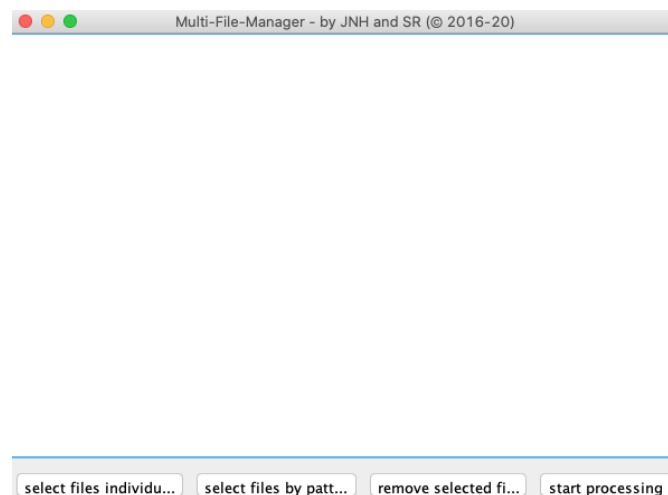 Multi-File-Manager - by JNH and SR (© 2016-20)
select files individu... select files by patt... remove selected fi... start processing